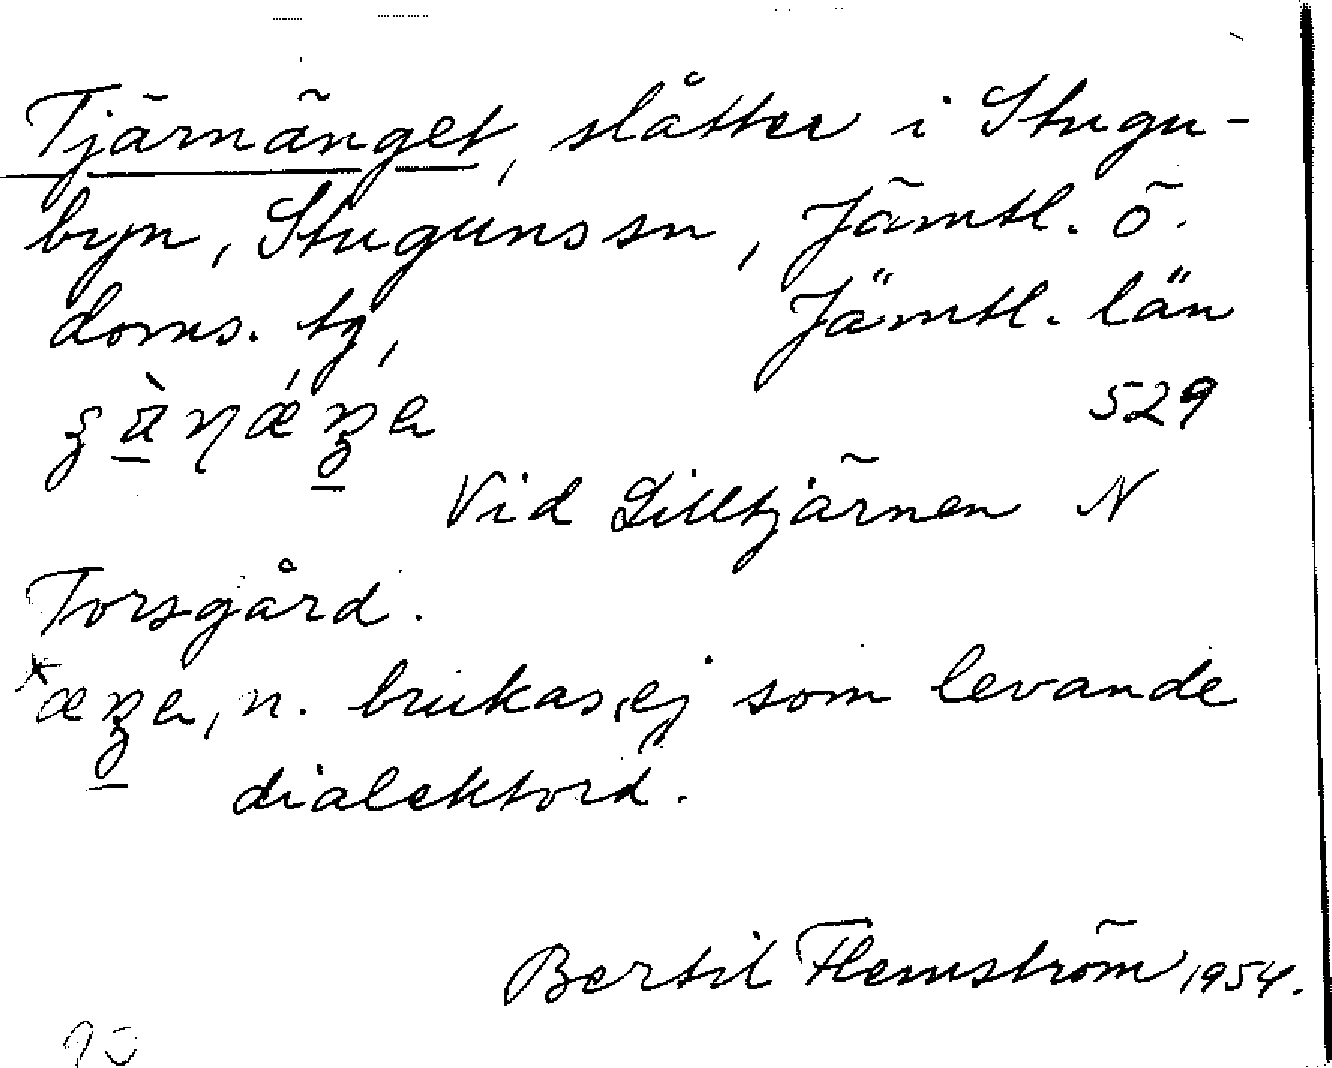 Tjärnänget, slåtter i Stugu-
byn, Stuguns sn, Jämtl. ö.
doms. tg, Jämtl. län
529
Vid Lilltjärnen N
Torsgård.
n. brukas ej som levande
dialektord.
Bertil Flemström 1954.